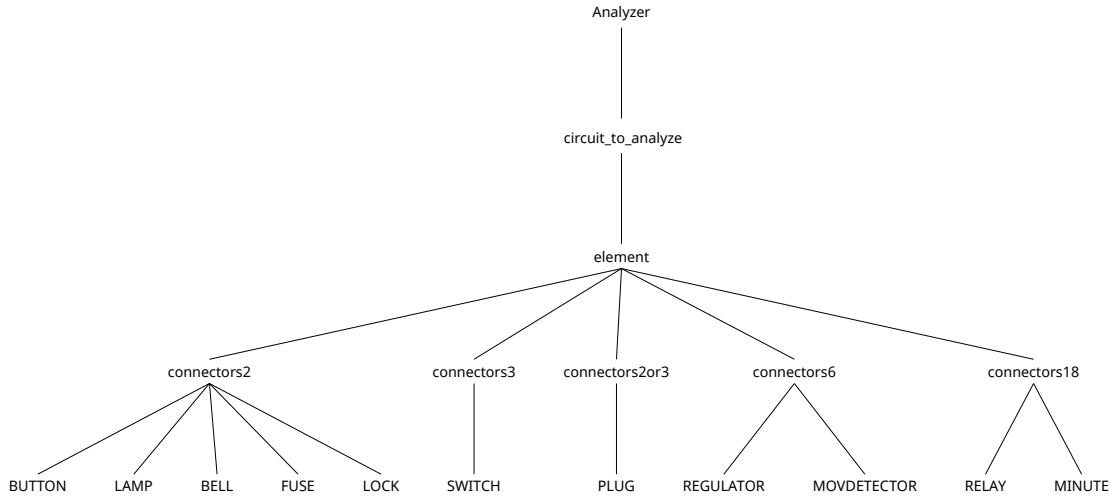 Analyzer
circuit_to_analyze
element
connectors2 connectors3 connectors2or3 connectors6 connectors18
BUTTON LAMP BELL FUSE LOCK SWITCH PLUG REGULATOR MOVDETECTOR RELAY MINUTE